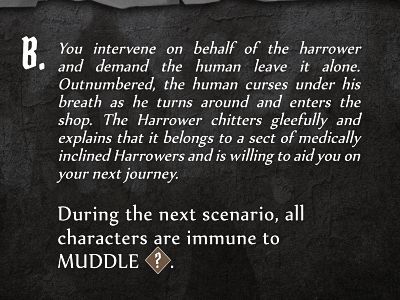 B. You intervene on behalf of the harrower
and demand the human leave it alone.
Outnumbered, the human curses under his
breath as he turns around and enters the
shop. The Harrower chitters gleefully and
explains that it belongs to a sect of medically
inclined Harrowers and is willing to aid you on
your next journey.
During the next scenario, all
characters are immune to
MUDDLE ?.